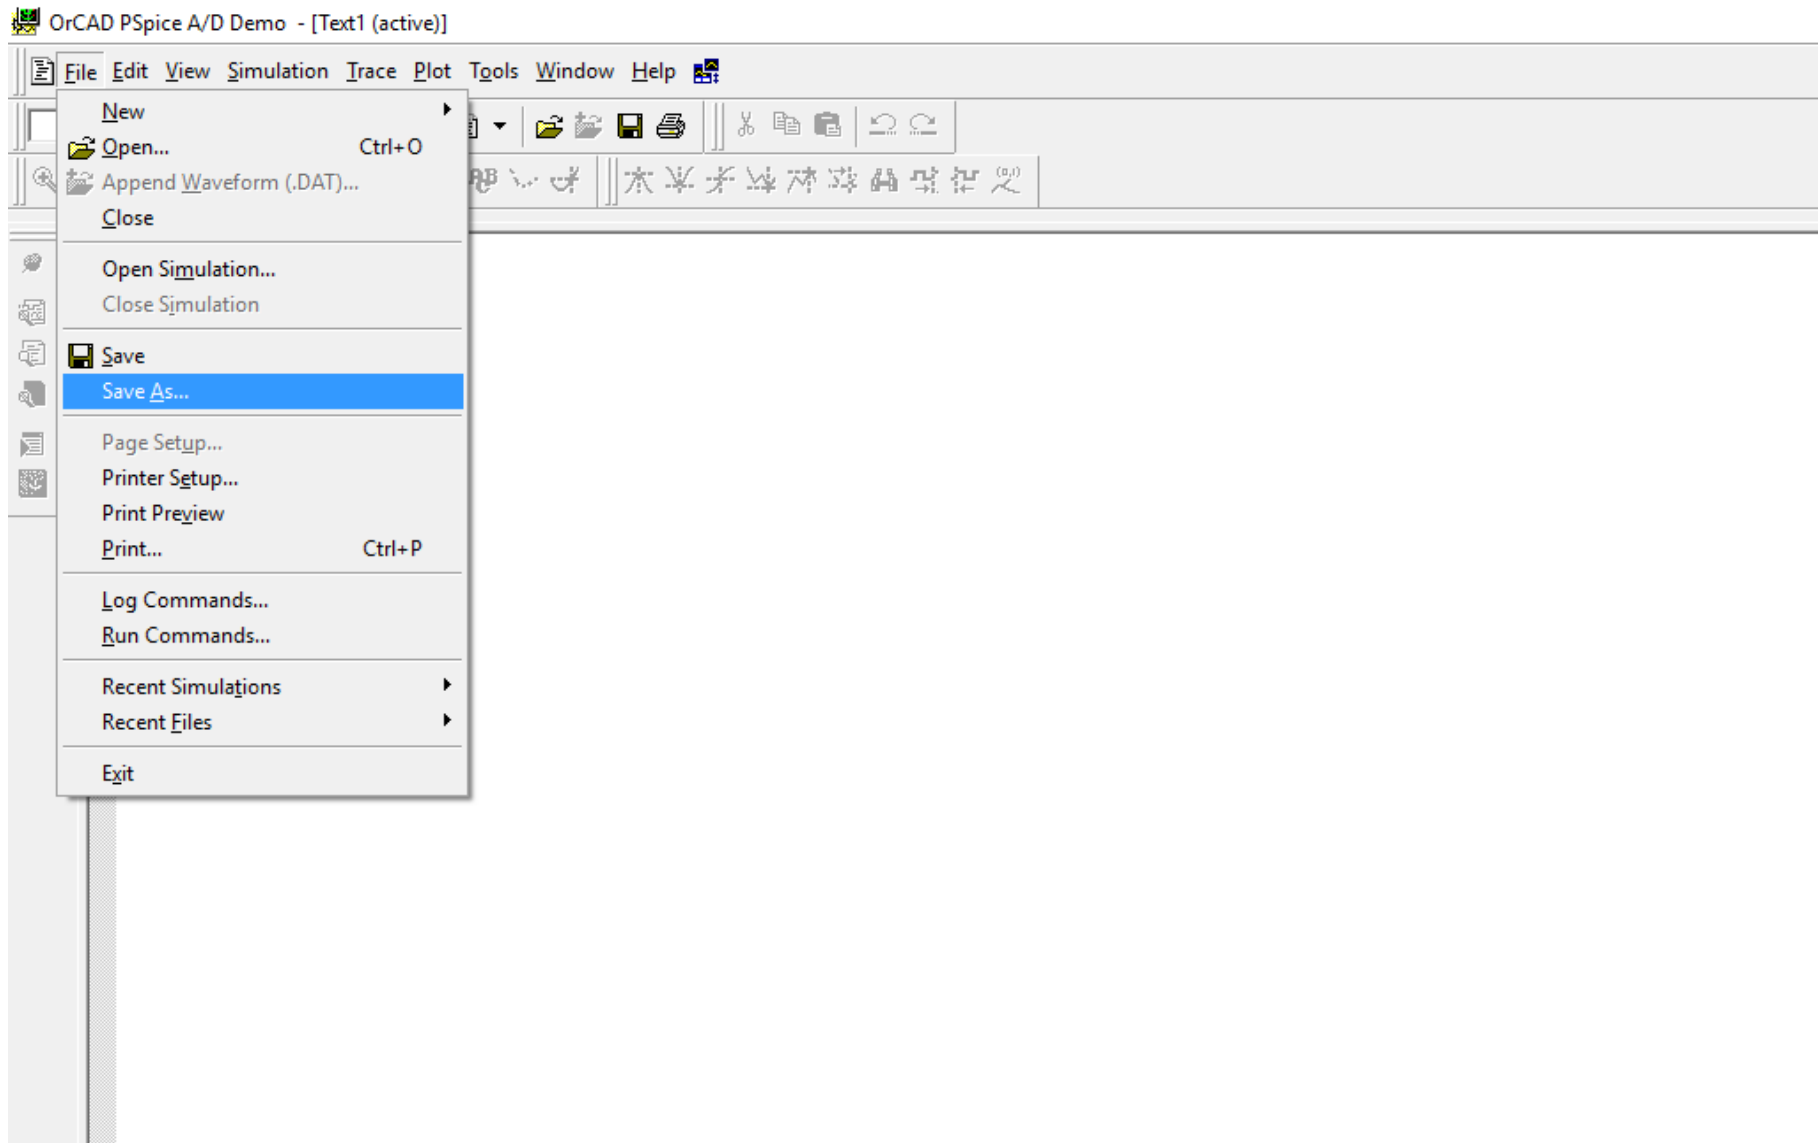 OrCAD PSpice A/D Demo - [Text1 (active)]
File Edit View Simulation Trace Plot Tools Window Help
New
Open... Ctrl+O
Append Waveform (.DAT)...
Close
Open Simulation...
Close Simulation
Save
Save As...
Page Setup...
Printer Setup...
Print Preview
Print... Ctrl+P
Log Commands...
Run Commands...
Recent Simulations
Recent Files
Exit